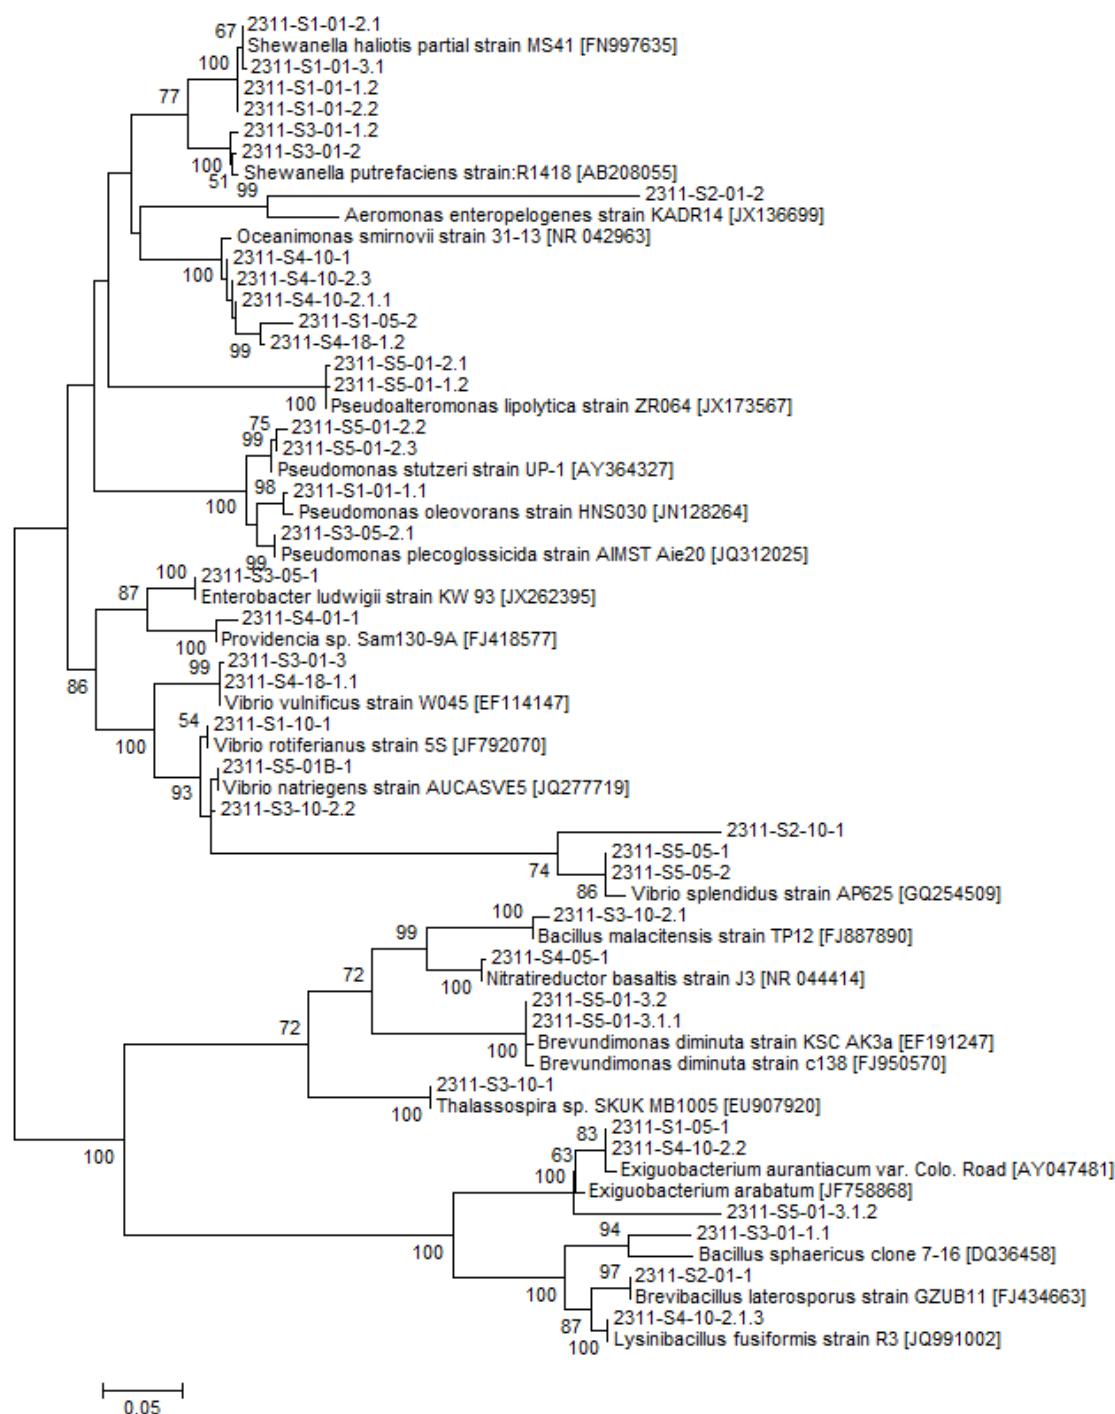 2311-S1-01-2.1
67
Shewanella haliotis partial strain MS41 [FN997635]
100
2311-S1-01-3.1
2311-S1-01-1.2
77
2311-S1-01-2.2
2311-S3-01-1.2
2311-S3-01-2
100
Shewanella putrefaciens strain:R1418 [AB208055]
51
99
2311-S2-01-2
Aeromonas enteropelogenes strain KADR14 [JX136699]
Oceanimonas smirnovii strain 31-13 [NR 042963]
2311-S4-10-1
100
2311-S4-10-2.3
2311-S4-10-2.1.1
2311-S1-05-2
2311-S4-18-1.2
99
2311-S5-01-2.1
2311-S5-01-1.2
100
Pseudoalteromonas lipolytica strain ZR064 [JX173567]
75
2311-S5-01-2.2
99
2311-S5-01-2.3
Pseudomonas stutzeri strain UP-1 [AY364327]
98
2311-S1-01-1.1
100
Pseudomonas oleovorans strain HNS030 [JN128264]
2311-S3-05-2.1
Pseudomonas plecoglossicida strain AIMST Aie20 [JQ312025]
99
100
2311-S3-05-1
87
Enterobacter ludwigii strain KW 93 [JX262395]
2311-S4-01-1
100
Providencia sp. Sam130-9A [FJ418577]
99
2311-S3-01-3
86
2311-S4-18-1.1
Vibrio vulnificus strain W045 [EF114147]
54
2311-S1-10-1
100
Vibrio rotiferianus strain 5S [JF792070]
2311-S5-01B-1
93
Vibrio natriegens strain AUCASVE5 [JQ277719]
2311-S3-10-2.2
2311-S2-10-1
2311-S5-05-1
74
2311-S5-05-2
86
Vibrio splendidus strain AP625 [GQ254509]
100
2311-S3-10-2.1
99
Bacillus malacitensis strain TP12 [FJ887890]
2311-S4-05-1
72
100
Nitratireductor basaltis strain J3 [NR 044414]
2311-S5-01-3.2
72
2311-S5-01-3.1.1
100
Brevundimonas diminuta strain KSC AK3a [EF191247]
Brevundimonas diminuta strain c138 [FJ950570]
2311-S3-10-1
100
Thalassospira sp. SKUK MB1005 [EU907920]
2311-S1-05-1
83
100
2311-S4-10-2.2
63
Exiguobacterium aurantiacum var. Colo. Road [AY047481]
100
Exiguobacterium arabatum [JF758868]
2311-S5-01-3.1.2
94
2311-S3-01-1.1
100
Bacillus sphaericus clone 7-16 [DQ36458]
97
2311-S2-01-1
100
Brevibacillus laterosporus strain GZUB11 [FJ434663]
2311-S4-10-2.1.3
87
Lysinibacillus fusiformis strain R3 [JQ991002]
100
0.05